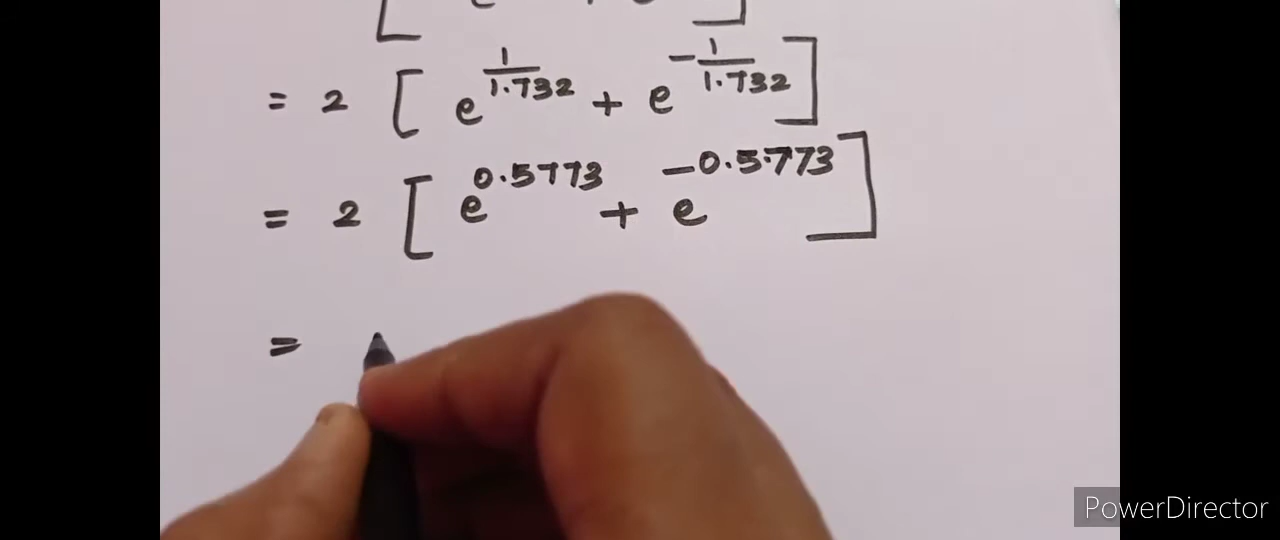 = 2 [ e^{1/1.732} + e^{-1/1.732} ]
= 2 [ e^{0.5773} + e^{-0.5773} ]
=
PowerDirector